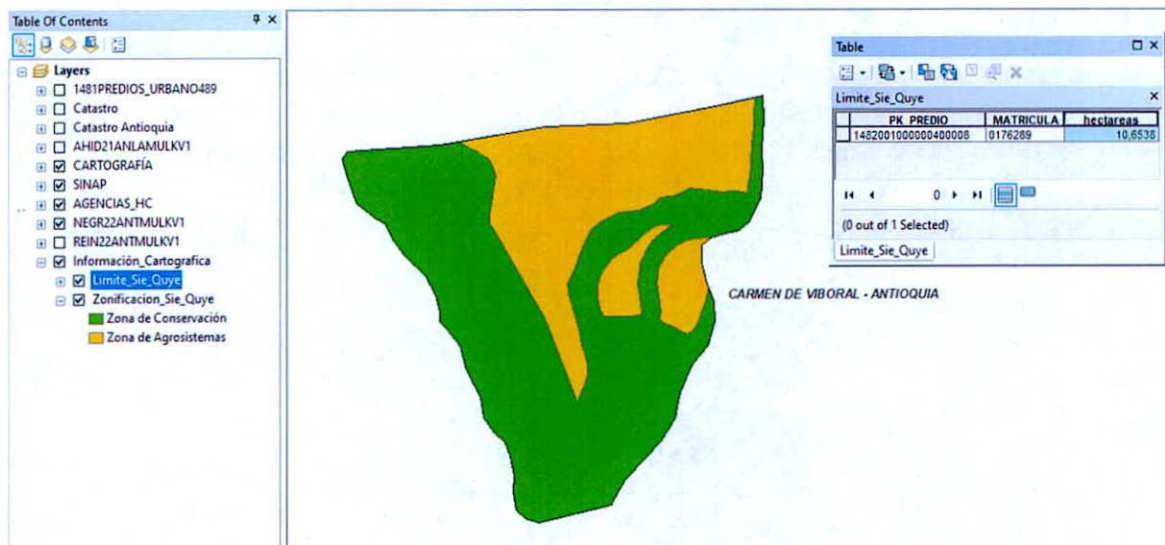 Table Of Contents
Layers
1481PREDIOS_URBANO489
Catastro
Catastro Antioquia
AHID21ANLAMULKV1
CARTOGRAFÍA
SINAP
AGENCIAS_HC
NEGR22ANTMULKV1
REIN22ANTMULKV1
Información_Cartografica
Limite_Sie_Quye
Zonificacion_Sie_Quye
Zona de Conservación
Zona de Agrosistemas
CARMEN DE VIBORAL - ANTIOQUIA
Table
Limite_Sie_Quye
PK_PREDIO MATRICULA hectareas
1482001000000400008 0176289 10,6538
0
(0 out of 1 Selected)
Limite_Sie_Quye